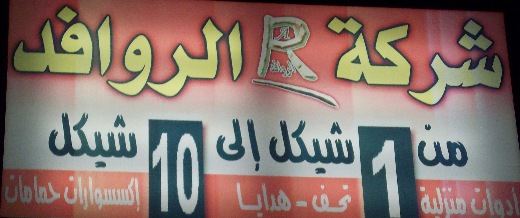 شركة R الروافد
من 1 شيكل إلى 10 شيكل
أدوات منزلية تحف - هدايا إكسسوارات حمامات